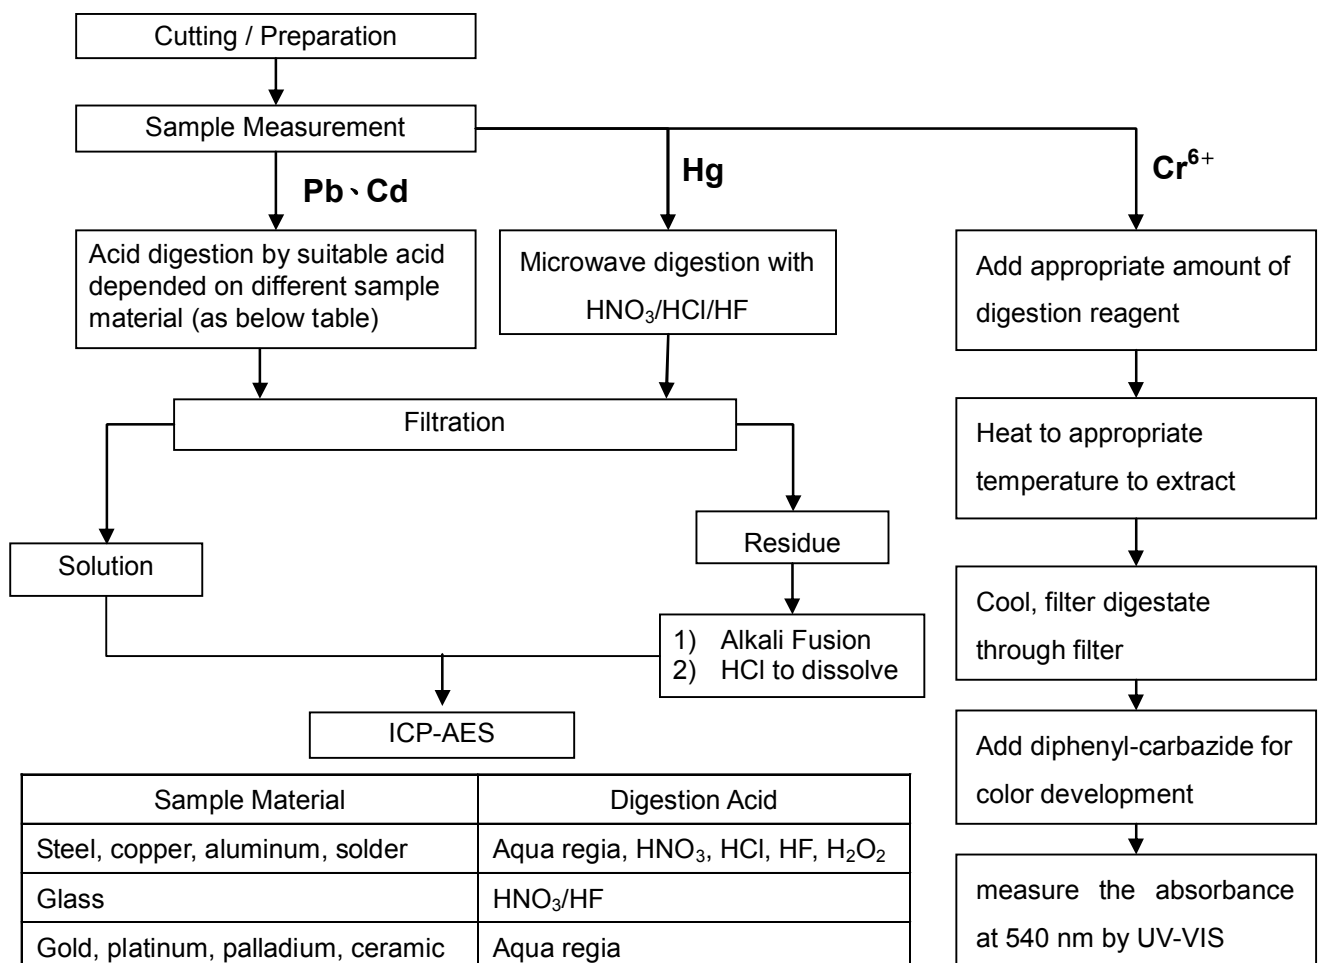 Cutting / Preparation
Sample Measurement
Pb、Cd
Hg
Cr⁶⁺
Acid digestion by suitable acid
depended on different sample
material (as below table)
Microwave digestion with
HNO₃/HCl/HF
Add appropriate amount of
digestion reagent
Filtration
Heat to appropriate
temperature to extract
Solution
Residue
1) Alkali Fusion
2) HCl to dissolve
Cool, filter digestate
through filter
ICP-AES
Add diphenyl-carbazide for
color development
measure the absorbance
at 540 nm by UV-VIS
Sample Material Digestion Acid
Steel, copper, aluminum, solder Aqua regia, HNO₃, HCl, HF, H₂O₂
Glass HNO₃/HF
Gold, platinum, palladium, ceramic Aqua regia